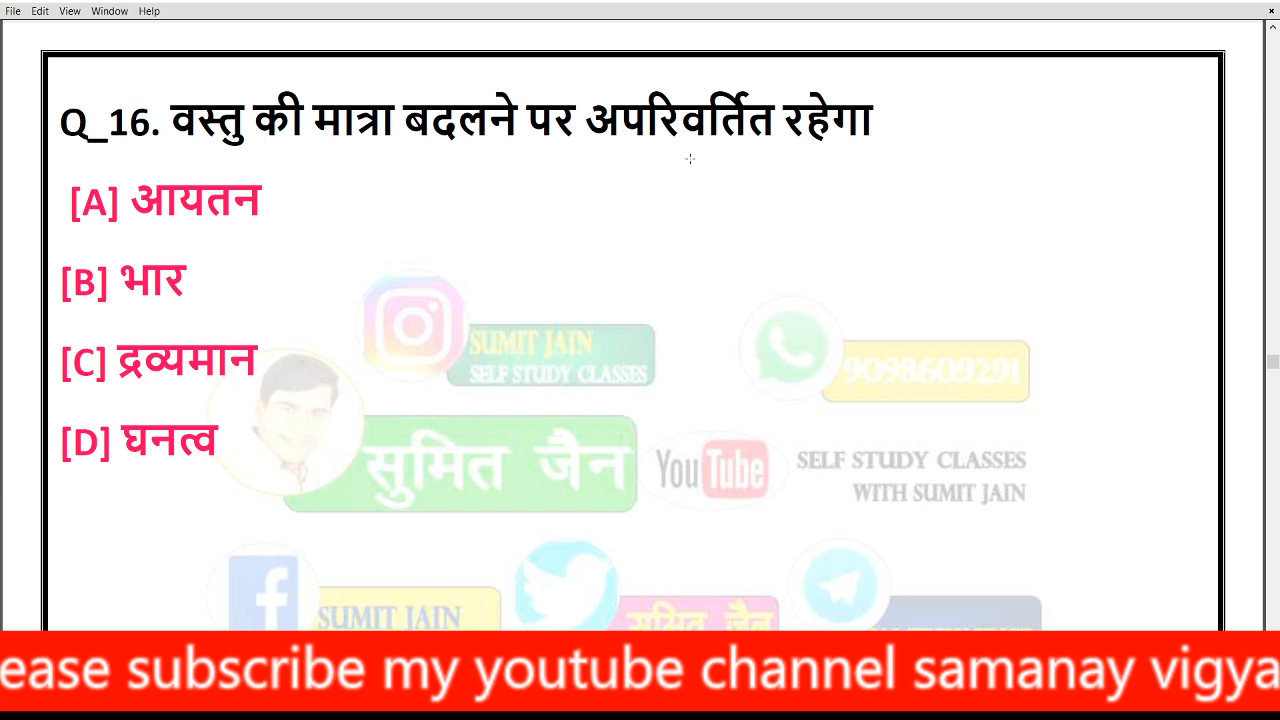 File Edit View Window Help
Q_16. वस्तु की मात्रा बदलने पर अपरिवर्तित रहेगा
[A] आयतन
[B] भार
[C] द्रव्यमान
[D] घनत्व
SUMIT JAIN
SELF STUDY CLASSES
9098609291
सुमित जैन
YouTube
SELF STUDY CLASSES
WITH SUMIT JAIN
SUMIT JAIN
सुमित जैन
ease subscribe my youtube channel samanay vigya